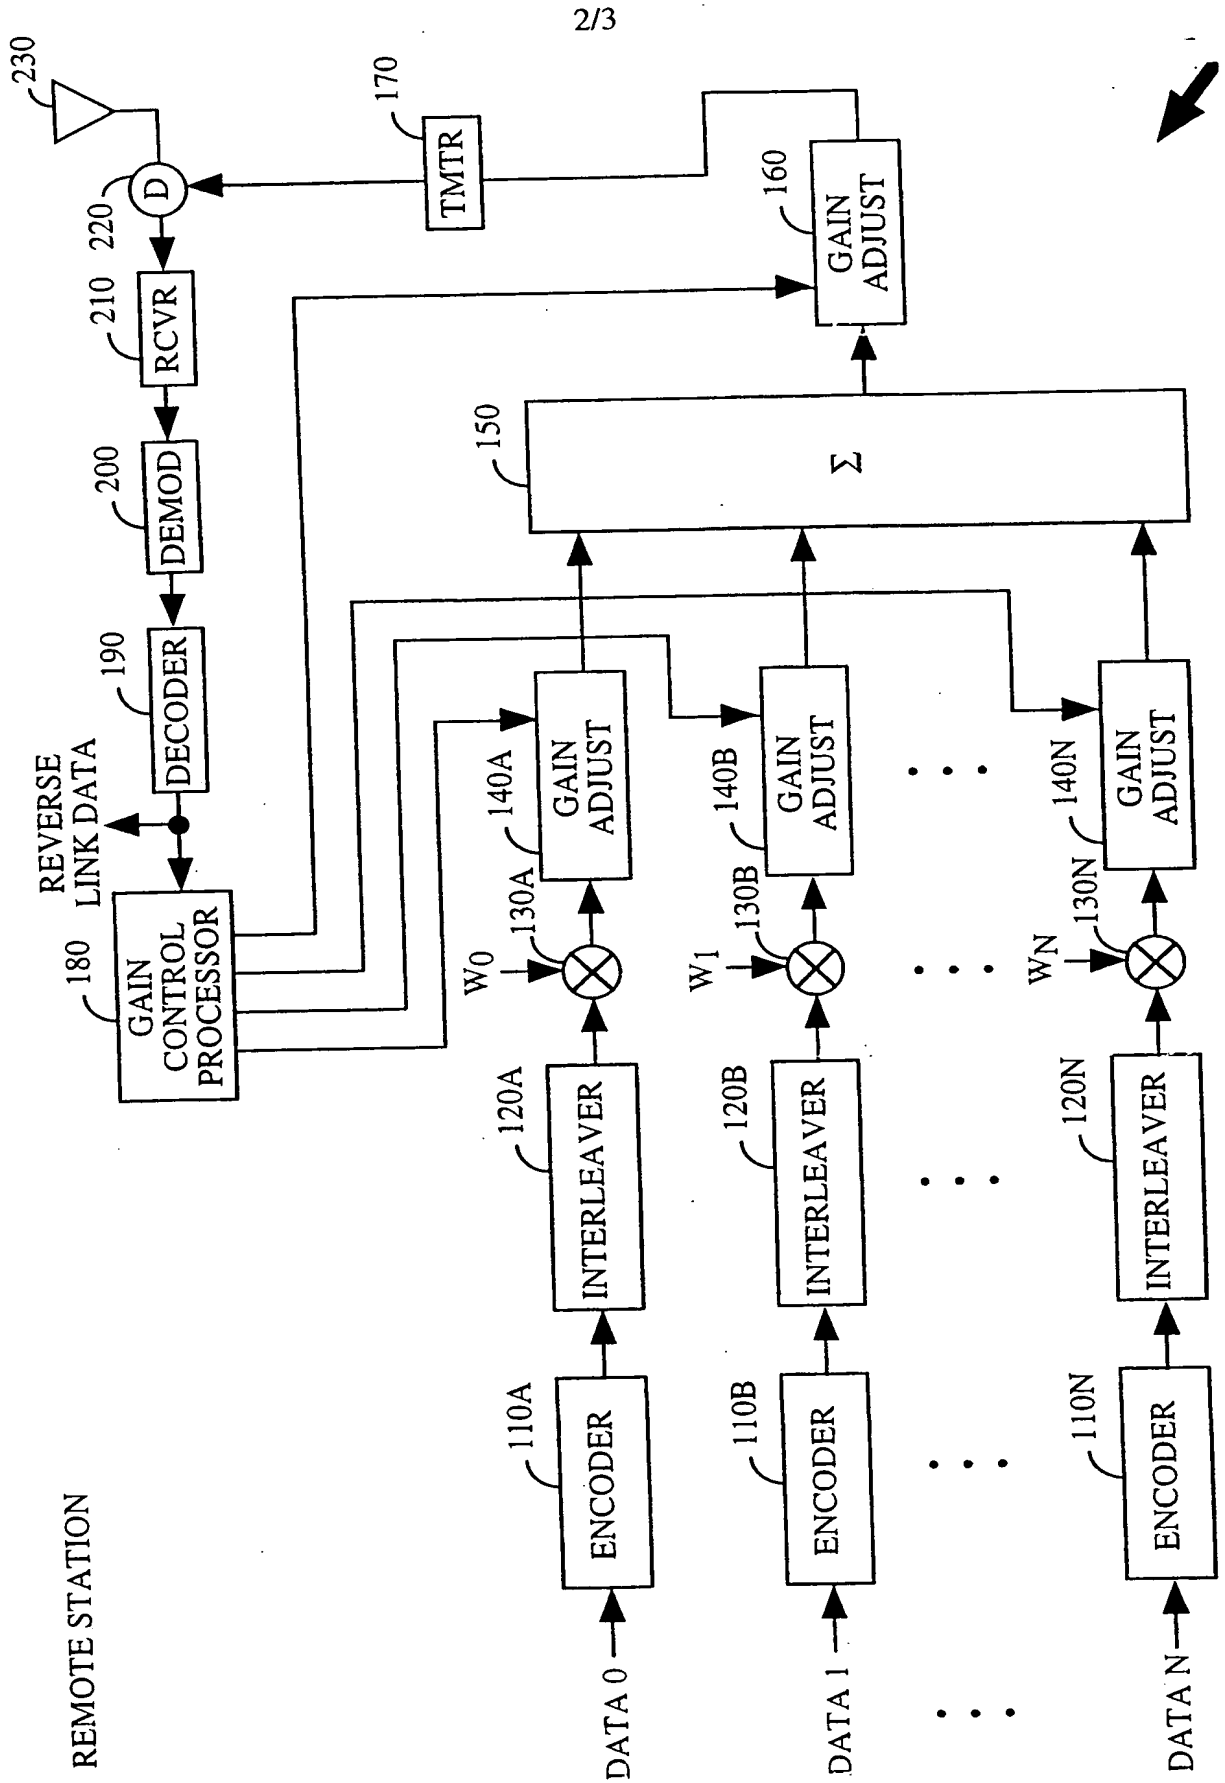 2/3
REMOTE STATION
REVERSE
LINK DATA
230
220
D
210
RCVR
200
DEMOD
190
DECODER
180
GAIN
CONTROL
PROCESSOR
170
TMTR
160
GAIN
ADJUST
150
Σ
DATA 0
110A
ENCODER
120A
INTERLEAVER
W0
130A
140A
GAIN
ADJUST
DATA 1
110B
ENCODER
120B
INTERLEAVER
W1
130B
140B
GAIN
ADJUST
DATA N
110N
ENCODER
120N
INTERLEAVER
WN
130N
140N
GAIN
ADJUST